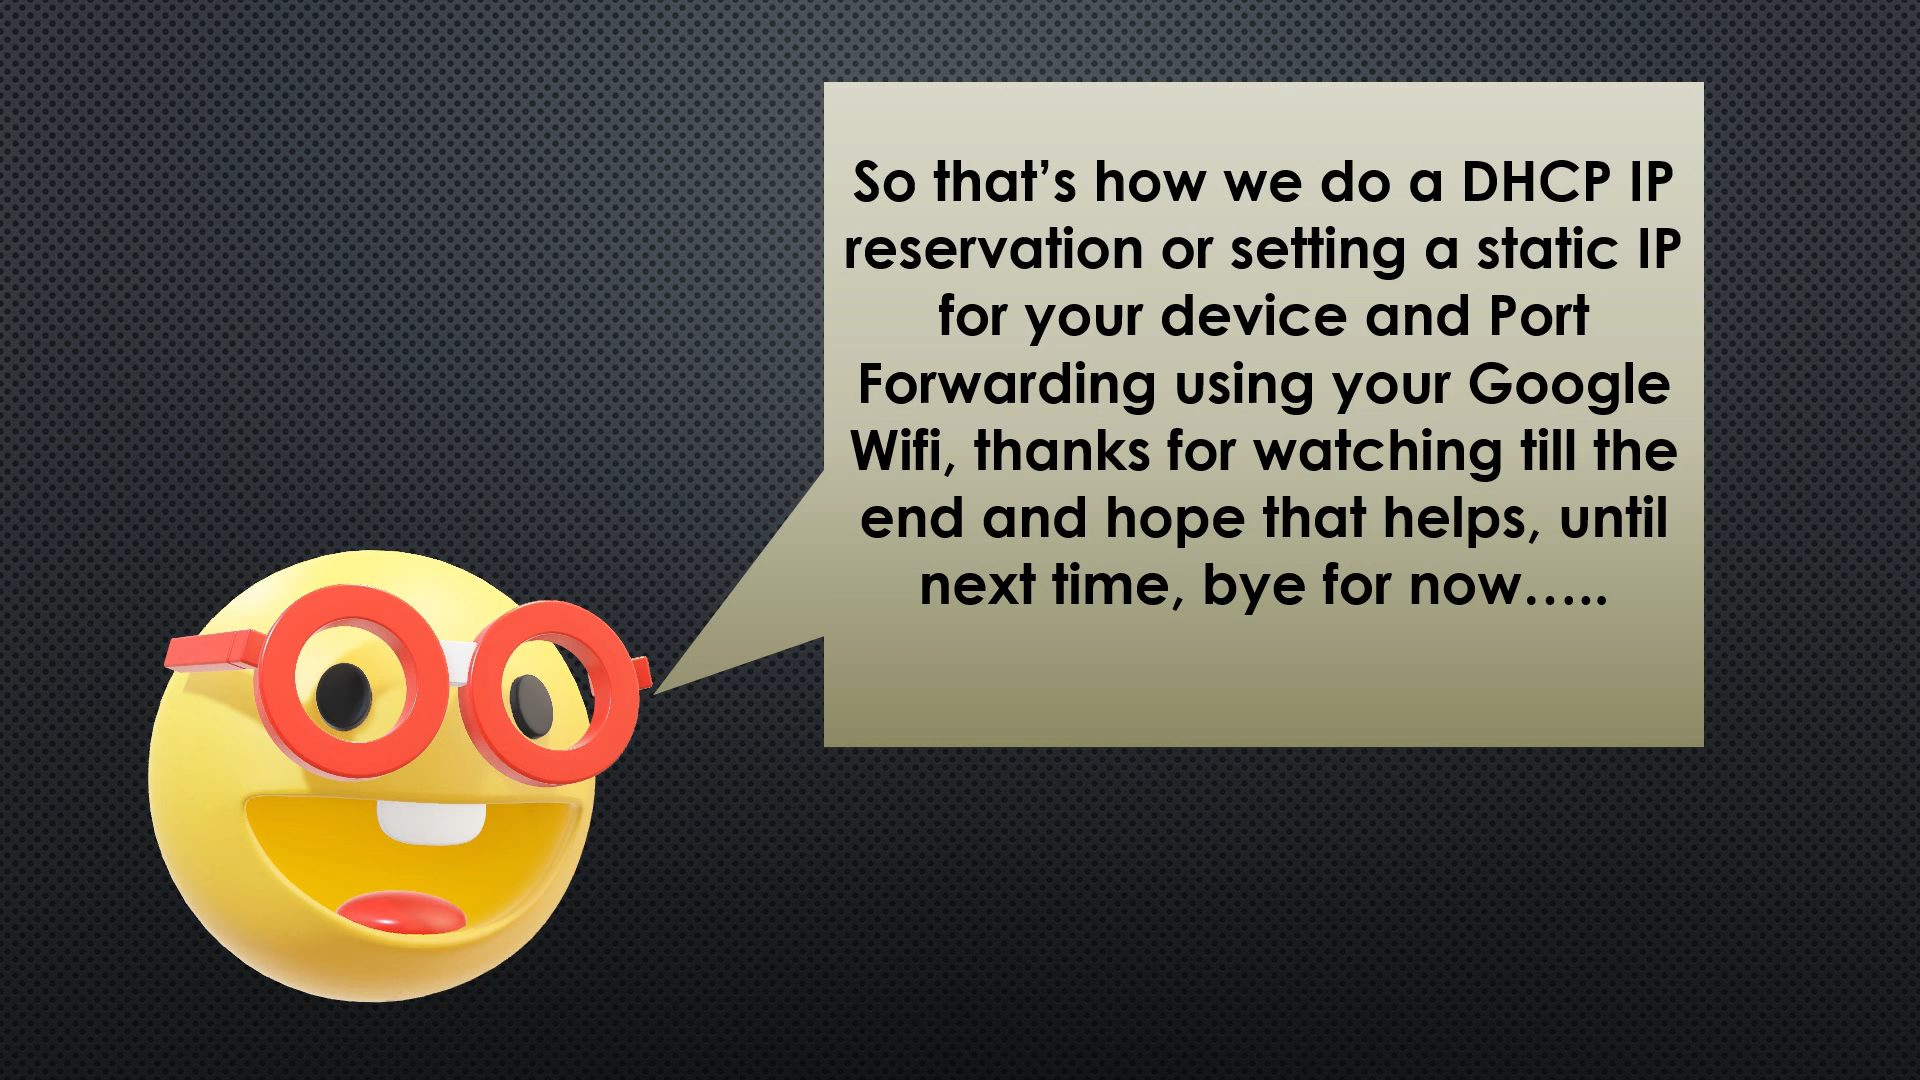 So that’s how we do a DHCP IP
reservation or setting a static IP
for your device and Port
Forwarding using your Google
Wifi, thanks for watching till the
end and hope that helps, until
next time, bye for now…..